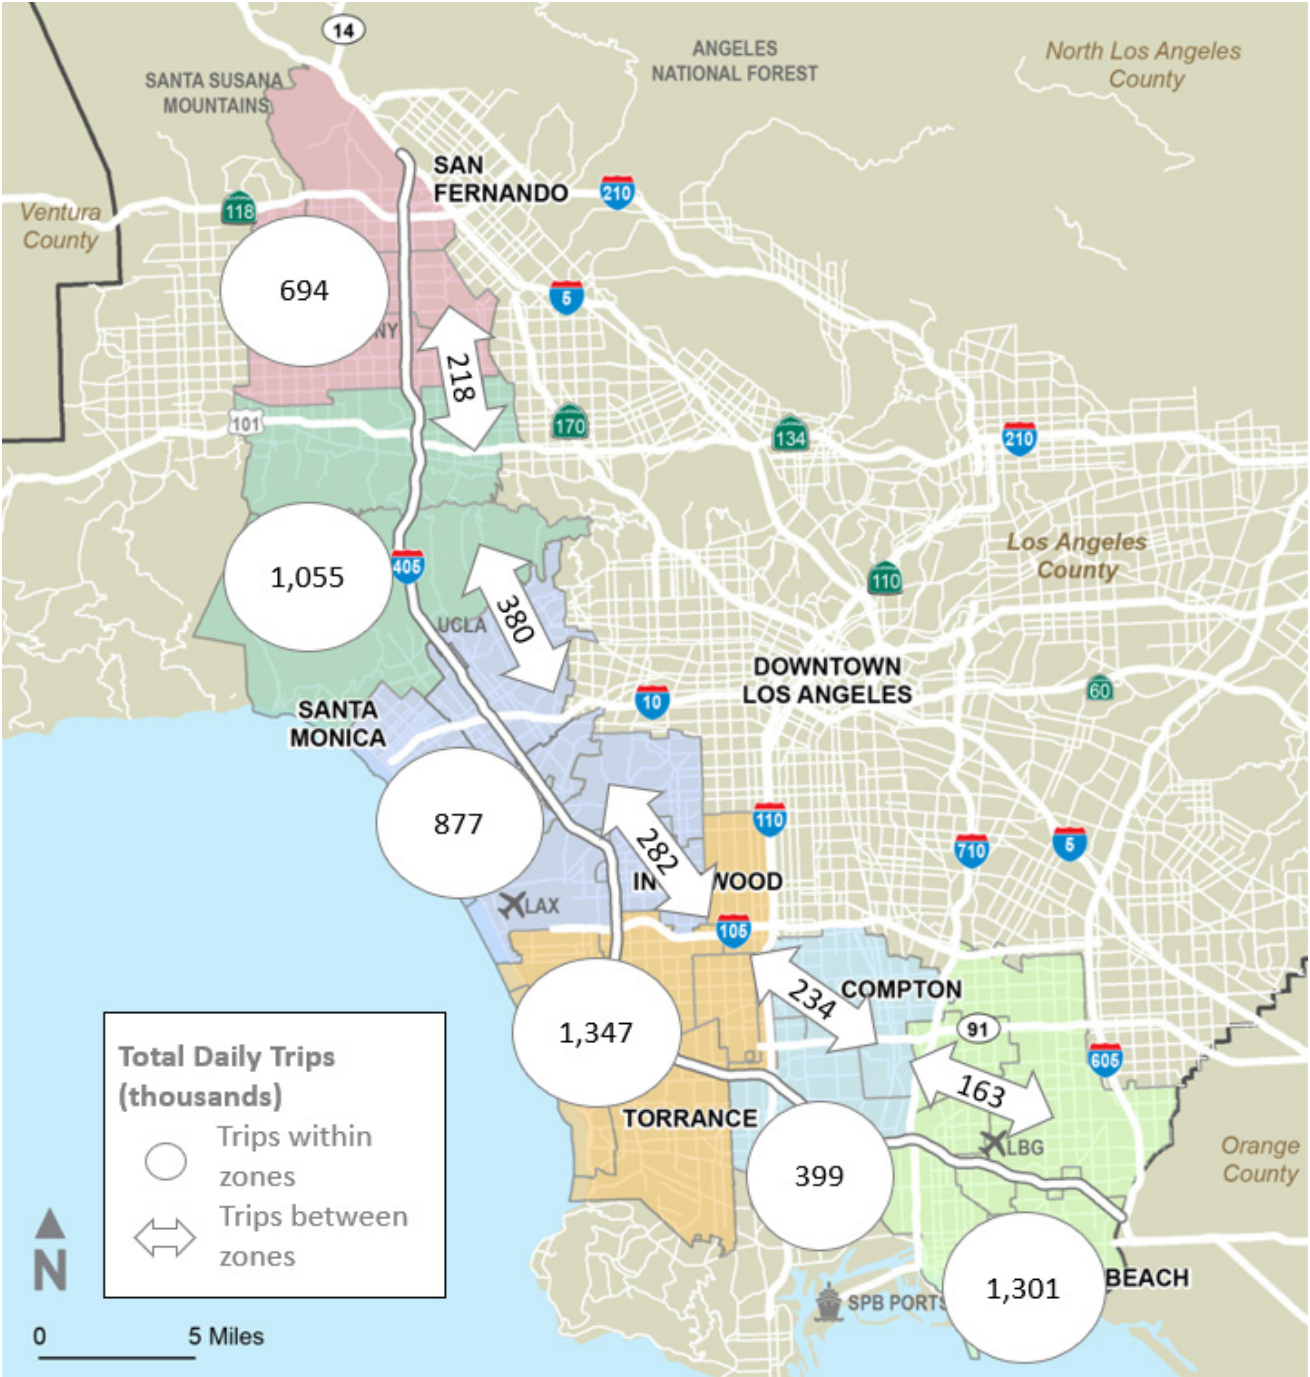 14
ANGELES
NATIONAL FOREST
North Los Angeles
County
SANTA SUSANA
MOUNTAINS
SAN
FERNANDO
210
118
Ventura
County
694
5
NY
218
101
170
134
210
1,055
405
380
UCLA
Los Angeles
County
110
DOWNTOWN
LOS ANGELES
60
10
SANTA
MONICA
877
282
110
710
5
IN
WOOD
LAX
105
1,347
234
COMPTON
91
163
605
TORRANCE
LBG
Orange
County
399
1,301
BEACH
SPB PORTS
Total Daily Trips
(thousands)
Trips within
zones
Trips between
zones
N
0 5 Miles